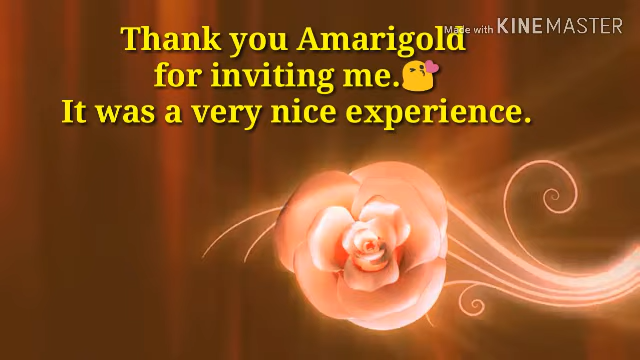 Thank you Amarigold
Made with KINEMASTER
for inviting me.😘
It was a very nice experience.